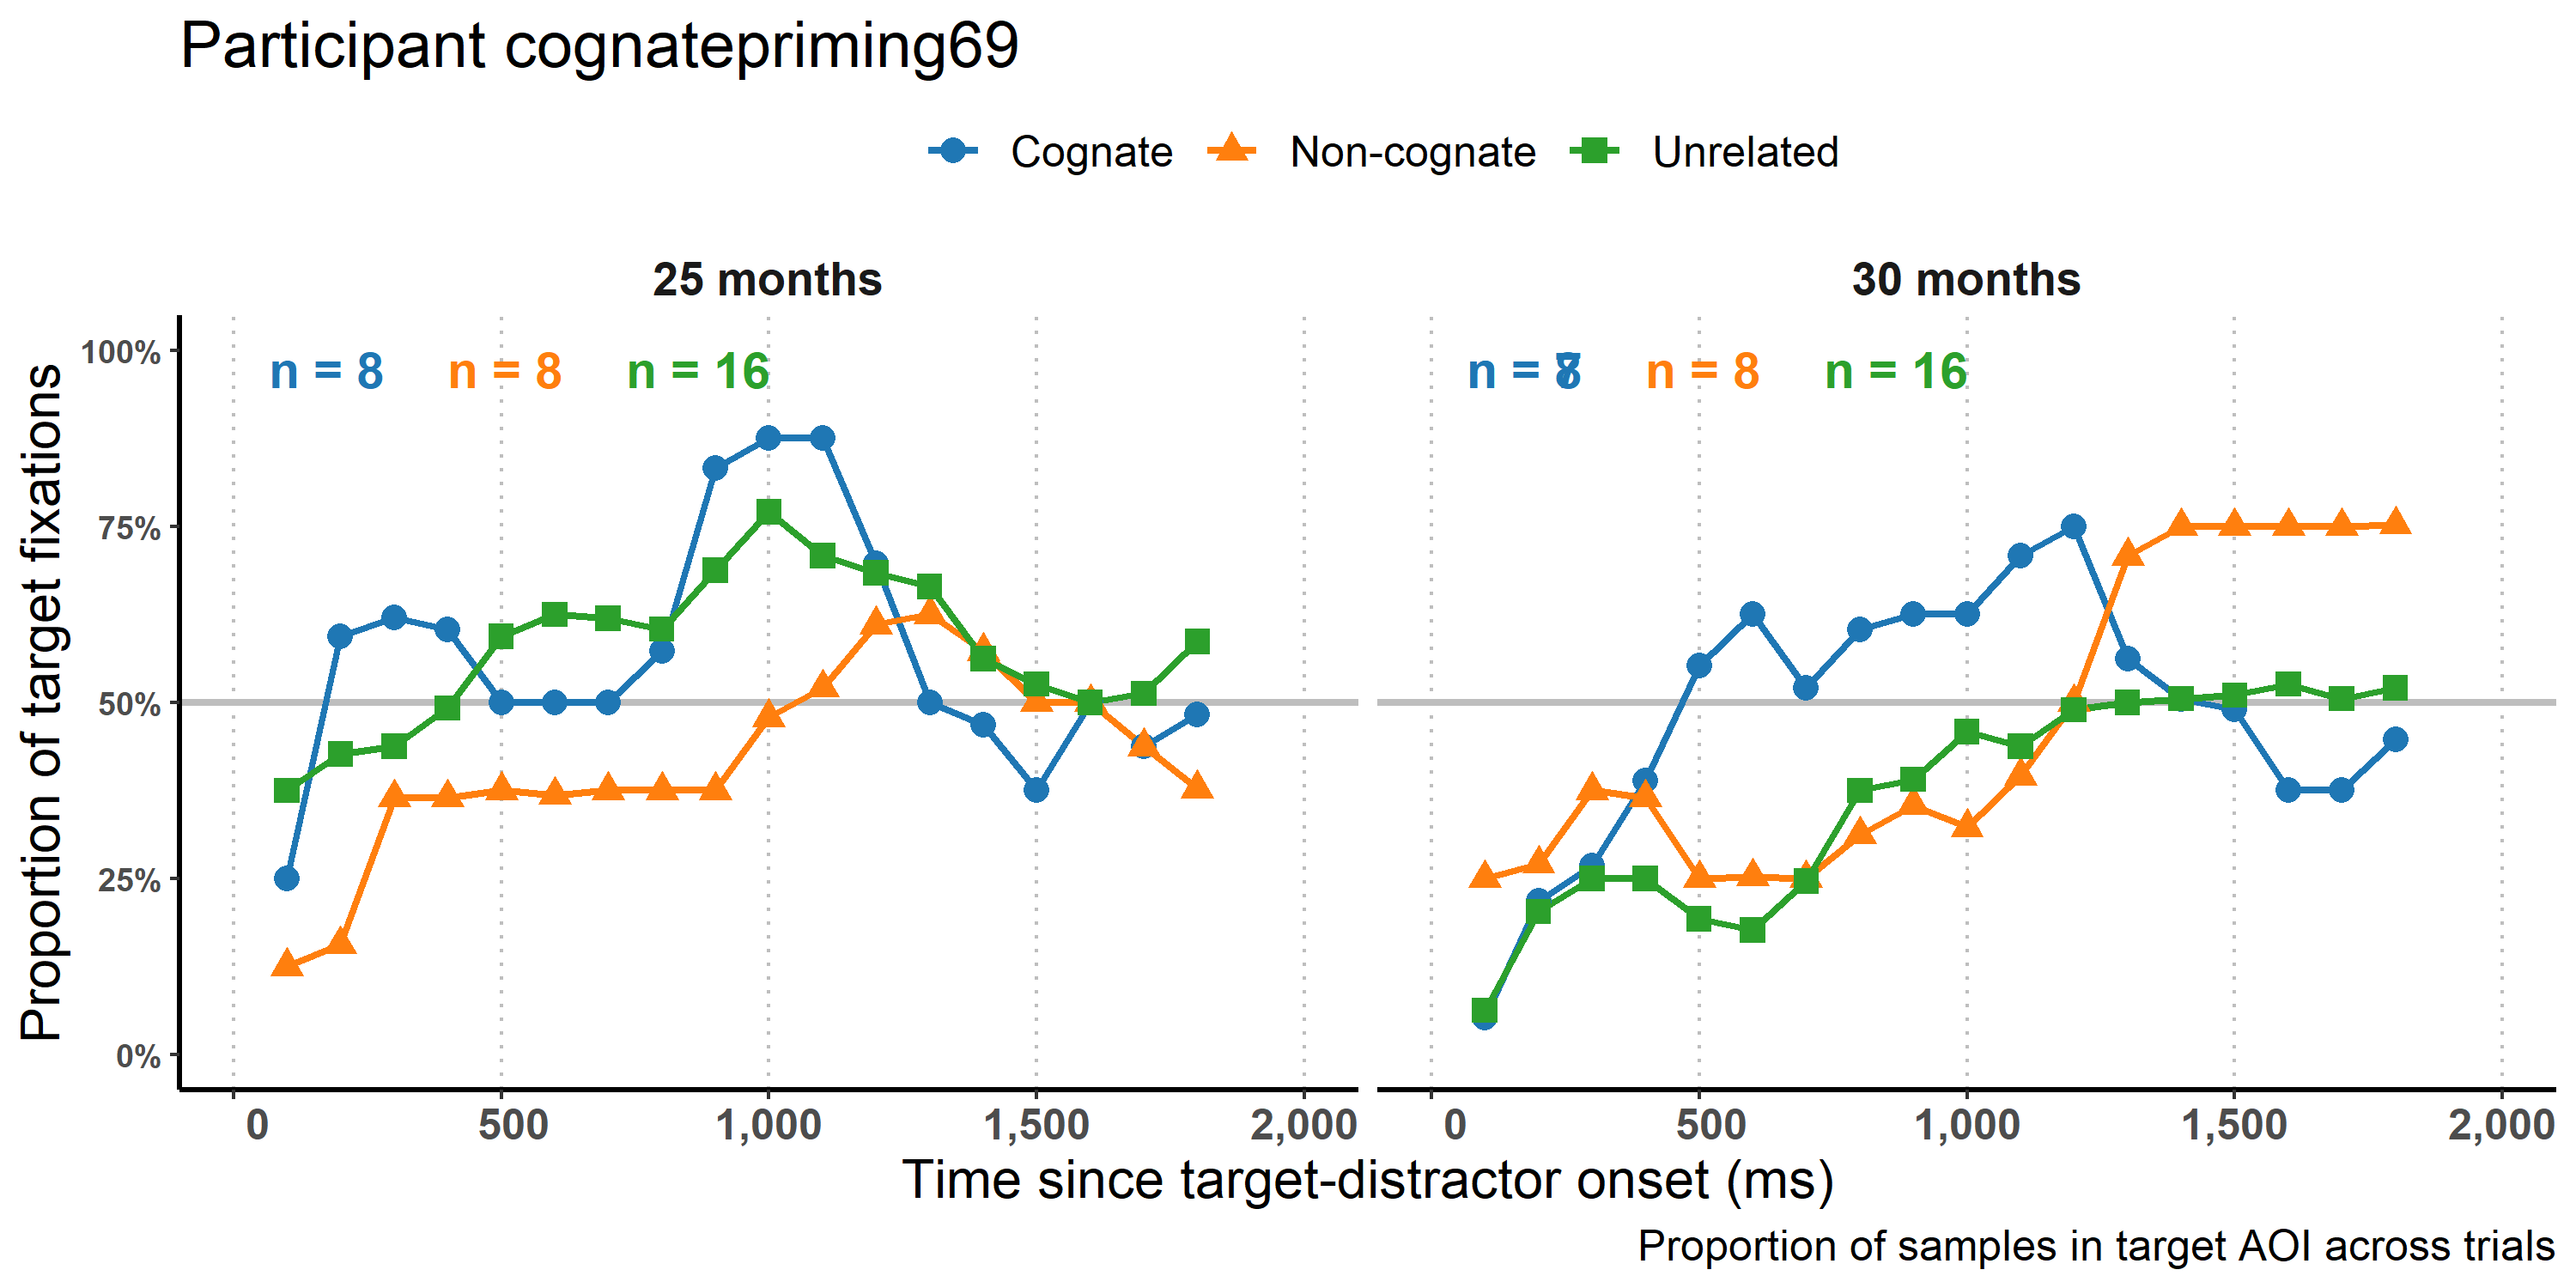 Participant cognatepriming69
Cognate Non-cognate Unrelated
25 months 30 months
Proportion of target fixations
100%
75%
50%
25%
0%
n = 8 n = 8 n = 16
n = n = 8 n = 16
0 500 1,000 1,500 2,000
0 500 1,000 1,500 2,000
Time since target-distractor onset (ms)
Proportion of samples in target AOI across trials